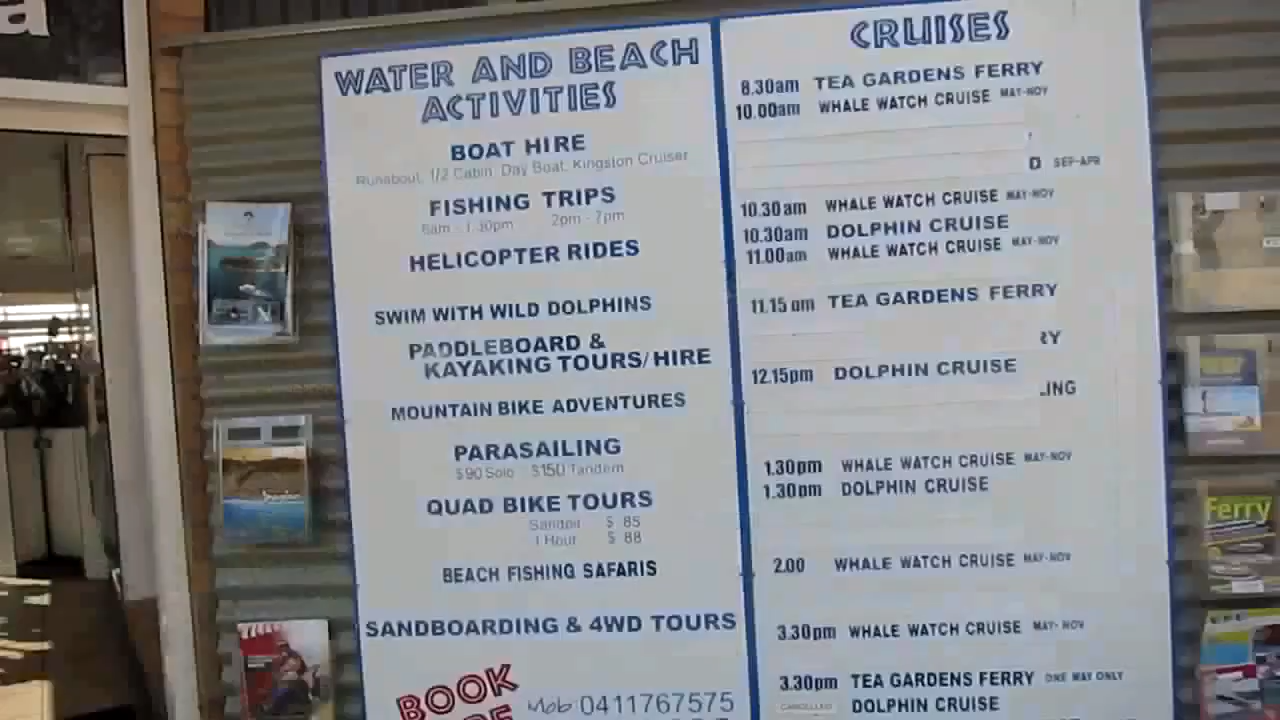 WATER AND BEACH
ACTIVITIES
BOAT HIRE
Runabout, 1/2 Cabin, Day Boat, Kingston Cruiser
FISHING TRIPS
6am - 1.30pm 2pm - 7pm
HELICOPTER RIDES
SWIM WITH WILD DOLPHINS
PADDLEBOARD &
KAYAKING TOURS/HIRE
MOUNTAIN BIKE ADVENTURES
PARASAILING
$90 Solo $150 Tandem
QUAD BIKE TOURS
Sandpit $ 85
1 Hour $ 88
BEACH FISHING SAFARIS
SANDBOARDING & 4WD TOURS
BOOK
Mob: 0411767575
CRUISES
8.30am TEA GARDENS FERRY
10.00am WHALE WATCH CRUISE MAY-NOV
D SEP-APR
10.30am WHALE WATCH CRUISE MAY-NOV
10.30am DOLPHIN CRUISE
11.00am WHALE WATCH CRUISE MAY-NOV
11.15am TEA GARDENS FERRY
RY
12.15pm DOLPHIN CRUISE
LING
1.30pm WHALE WATCH CRUISE MAY-NOV
1.30pm DOLPHIN CRUISE
2.00 WHALE WATCH CRUISE MAY-NOV
3.30pm WHALE WATCH CRUISE MAY-NOV
3.30pm TEA GARDENS FERRY ONE WAY ONLY
CANCELLED DOLPHIN CRUISE
Ferry
a